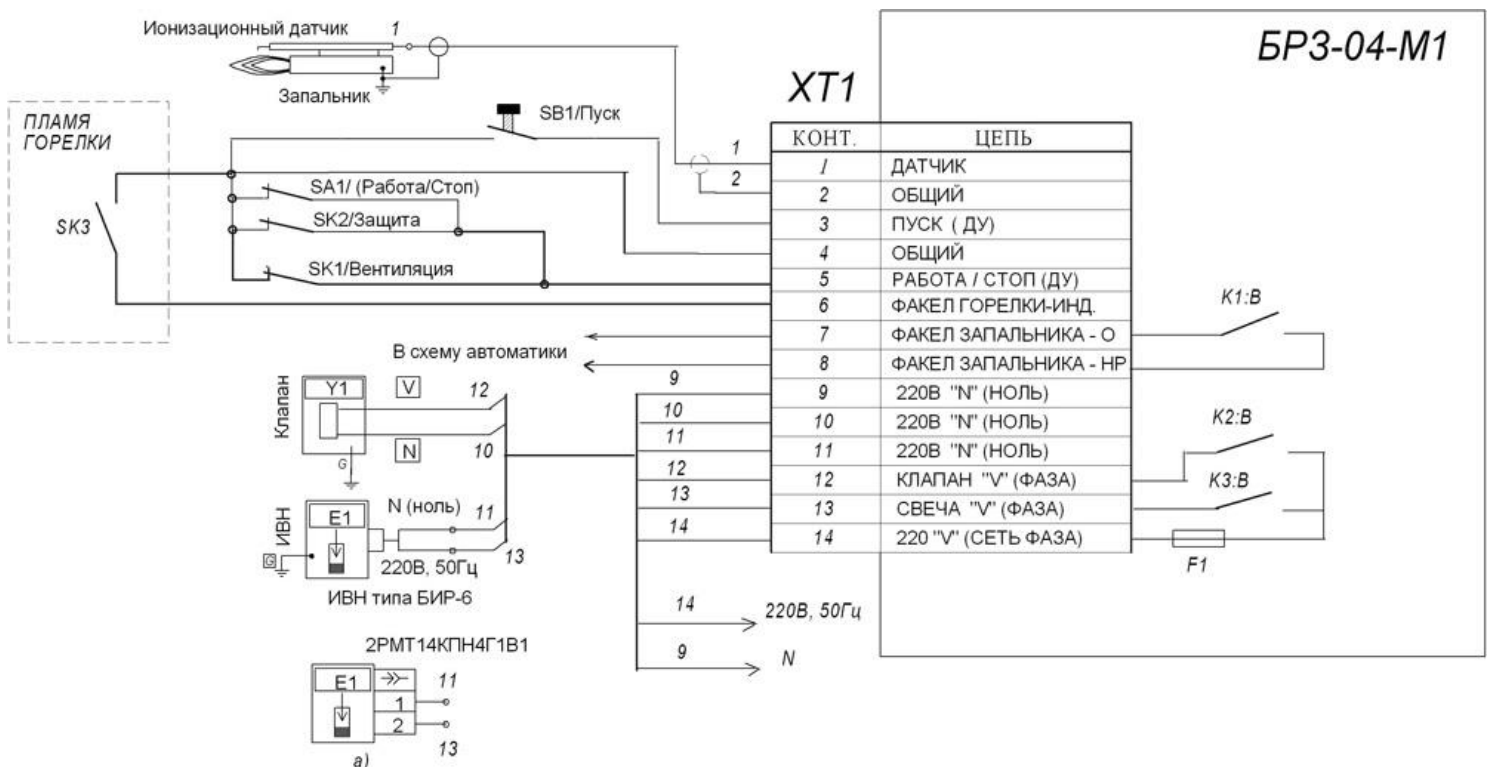 Ионизационный датчик 1
БРЗ-04-М1
Запальник
XT1
SB1/Пуск
ПЛАМЯ
ГОРЕЛКИ
КОНТ. ЦЕПЬ
1 1 ДАТЧИК
2 2 ОБЩИЙ
SA1/ (Работа/Стоп)
SK2/Защита
3 ПУСК ( ДУ)
SK3
4 ОБЩИЙ
SK1/Вентиляция
5 РАБОТА / СТОП (ДУ)
6 ФАКЕЛ ГОРЕЛКИ-ИНД.
K1:B
7 ФАКЕЛ ЗАПАЛЬНИКА - О
В схему автоматики
8 ФАКЕЛ ЗАПАЛЬНИКА - НР
9 9 220В "N" (НОЛЬ)
Клапан Y1 V 12
10 10 220В "N" (НОЛЬ)
K2:B
N 10
G
11 11 220В "N" (НОЛЬ)
12 12 КЛАПАН "V" (ФАЗА)
K3:B
13 13 СВЕЧА "V" (ФАЗА)
ИВН E1 N (ноль) 11
14 14 220 "V" (СЕТЬ ФАЗА)
F1
G
220В, 50Гц 13
ИВН типа БИР-6
14 220В, 50Гц
9 N
2РМТ14КПН4Г1В1
E1 11
1
2
13
а)